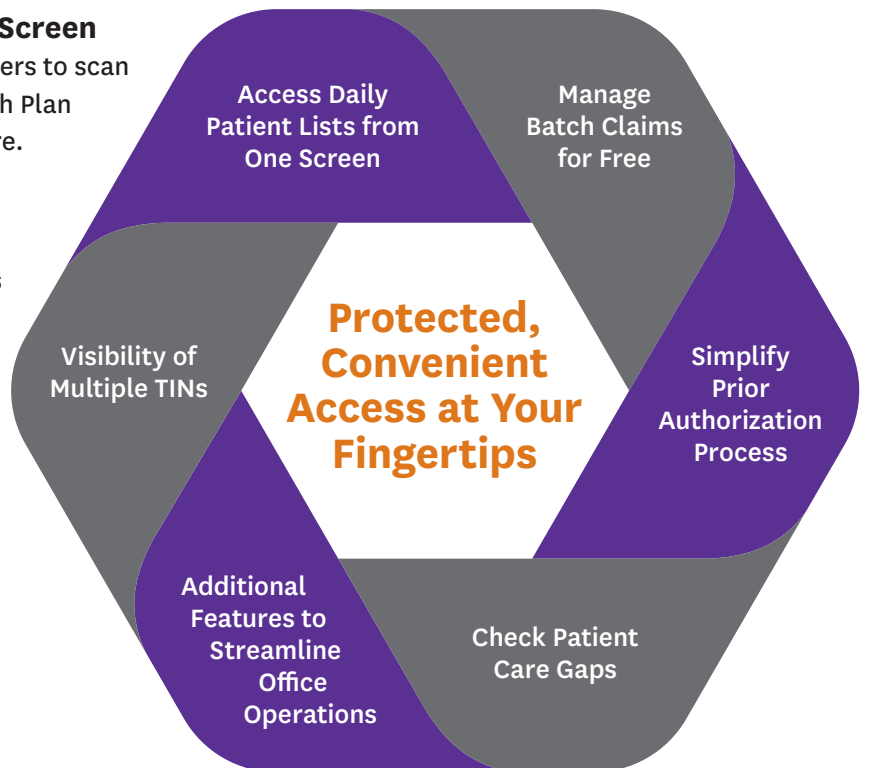 Screen
ers to scan
h Plan
e.
s
Access Daily
Patient Lists from
One Screen
Manage
Batch Claims
for Free
Visibility of
Multiple TINs
Protected,
Convenient
Access at Your
Fingertips
Simplify
Prior
Authorization
Process
Additional
Features to
Streamline
Office
Operations
Check Patient
Care Gaps